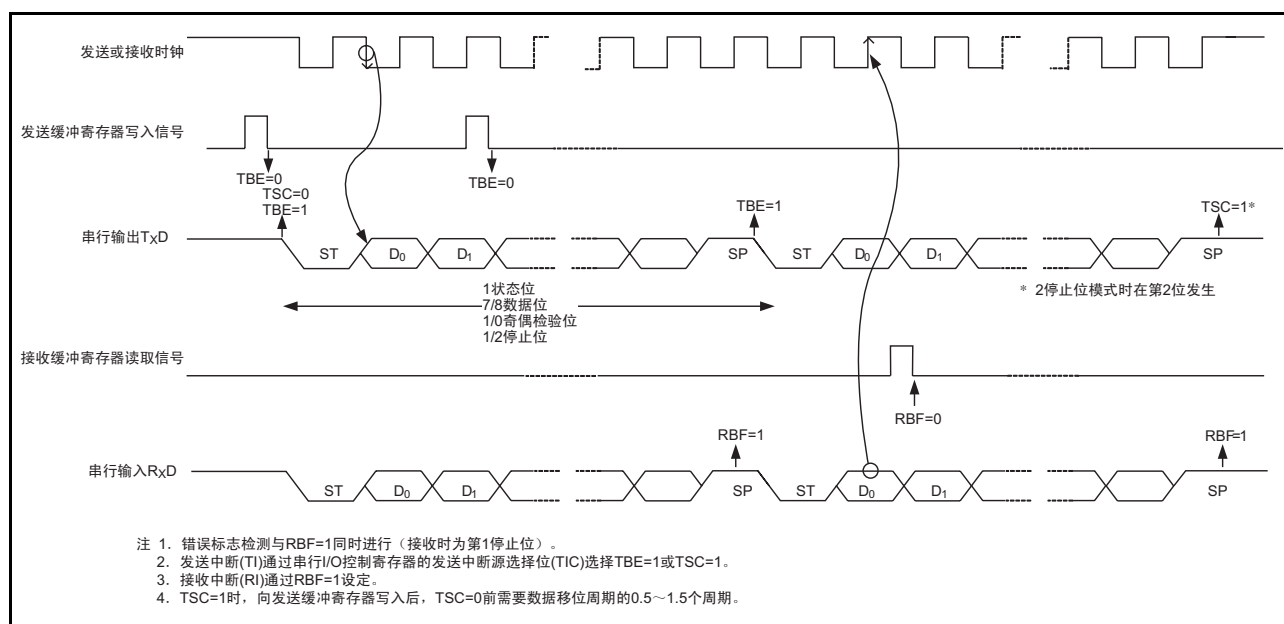 发送或接收时钟
发送缓冲寄存器写入信号
TBE=0
TSC=0
TBE=1
TBE=0
TBE=1
TSC=1*
串行输出TxD
ST
D0
D1
SP
ST
D0
D1
SP
1状态位
7/8数据位
1/0奇偶检验位
1/2停止位
* 2停止位模式时在第2位发生
接收缓冲寄存器读取信号
RBF=0
RBF=1
RBF=1
串行输入RxD
ST
D0
D1
SP
ST
D0
D1
SP
注 1. 错误标志检测与RBF=1同时进行（接收时为第1停止位）。
2. 发送中断(TI)通过串行I/O控制寄存器的发送中断源选择位(TIC)选择TBE=1或TSC=1。
3. 接收中断(RI)通过RBF=1设定。
4. TSC=1时，向发送缓冲寄存器写入后，TSC=0前需要数据移位周期的0.5～1.5个周期。